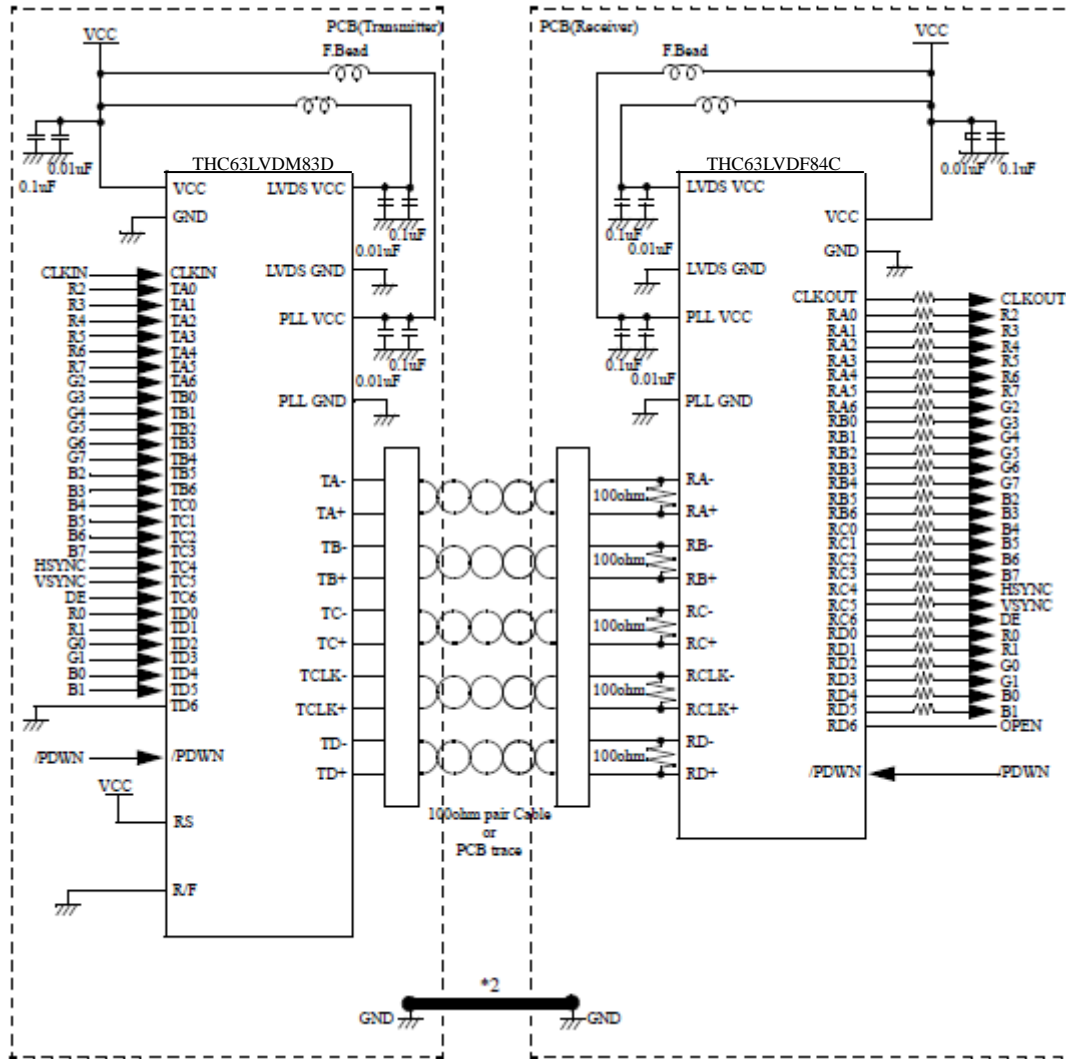 PCB(Transmitter)
VCC
F.Bead
0.01uF
0.1uF
THC63LVDM83D
VCC
LVDS VCC
GND
0.1uF
0.01uF
LVDS GND
PLL VCC
0.1uF
0.01uF
PLL GND
CLKIN CLKIN
R2 TA0
R3 TA1
R4 TA2
R5 TA3
R6 TA4
R7 TA5
G2 TA6
G3 TB0
G4 TB1
G5 TB2
G6 TB3
G7 TB4
B2 TB5
B3 TB6
B4 TC0
B5 TC1
B6 TC2
B7 TC3
HSYNC TC4
VSYNC TC5
DE TC6
R0 TD0
R1 TD1
G0 TD2
G1 TD3
B0 TD4
B1 TD5
TD6
/PDWN /PDWN
VCC
RS
R/F
TA-
TA+
TB-
TB+
TC-
TC+
TCLK-
TCLK+
TD-
TD+
100ohm pair Cable
or
PCB trace
PCB(Receiver)
F.Bead
VCC
0.01uF
0.1uF
THC63LVDF84C
LVDS VCC
VCC
0.1uF
0.01uF
GND
LVDS GND
PLL VCC
0.1uF
0.01uF
PLL GND
CLKOUT CLKOUT
RA0 R2
RA1 R3
RA2 R4
RA3 R5
RA4 R6
RA5 R7
RA6 G2
RB0 G3
RB1 G4
RB2 G5
RB3 G6
RB4 G7
RB5 B2
RB6 B3
RC0 B4
RC1 B5
RC2 B6
RC3 B7
RC4 HSYNC
RC5 VSYNC
RC6 DE
RD0 R0
RD1 R1
RD2 G0
RD3 G1
RD4 B0
RD5 B1
RD6 OPEN
/PDWN /PDWN
RA-
100ohm
RA+
RB-
100ohm
RB+
RC-
100ohm
RC+
RCLK-
100ohm
RCLK+
RD-
100ohm
RD+
*2
GND GND